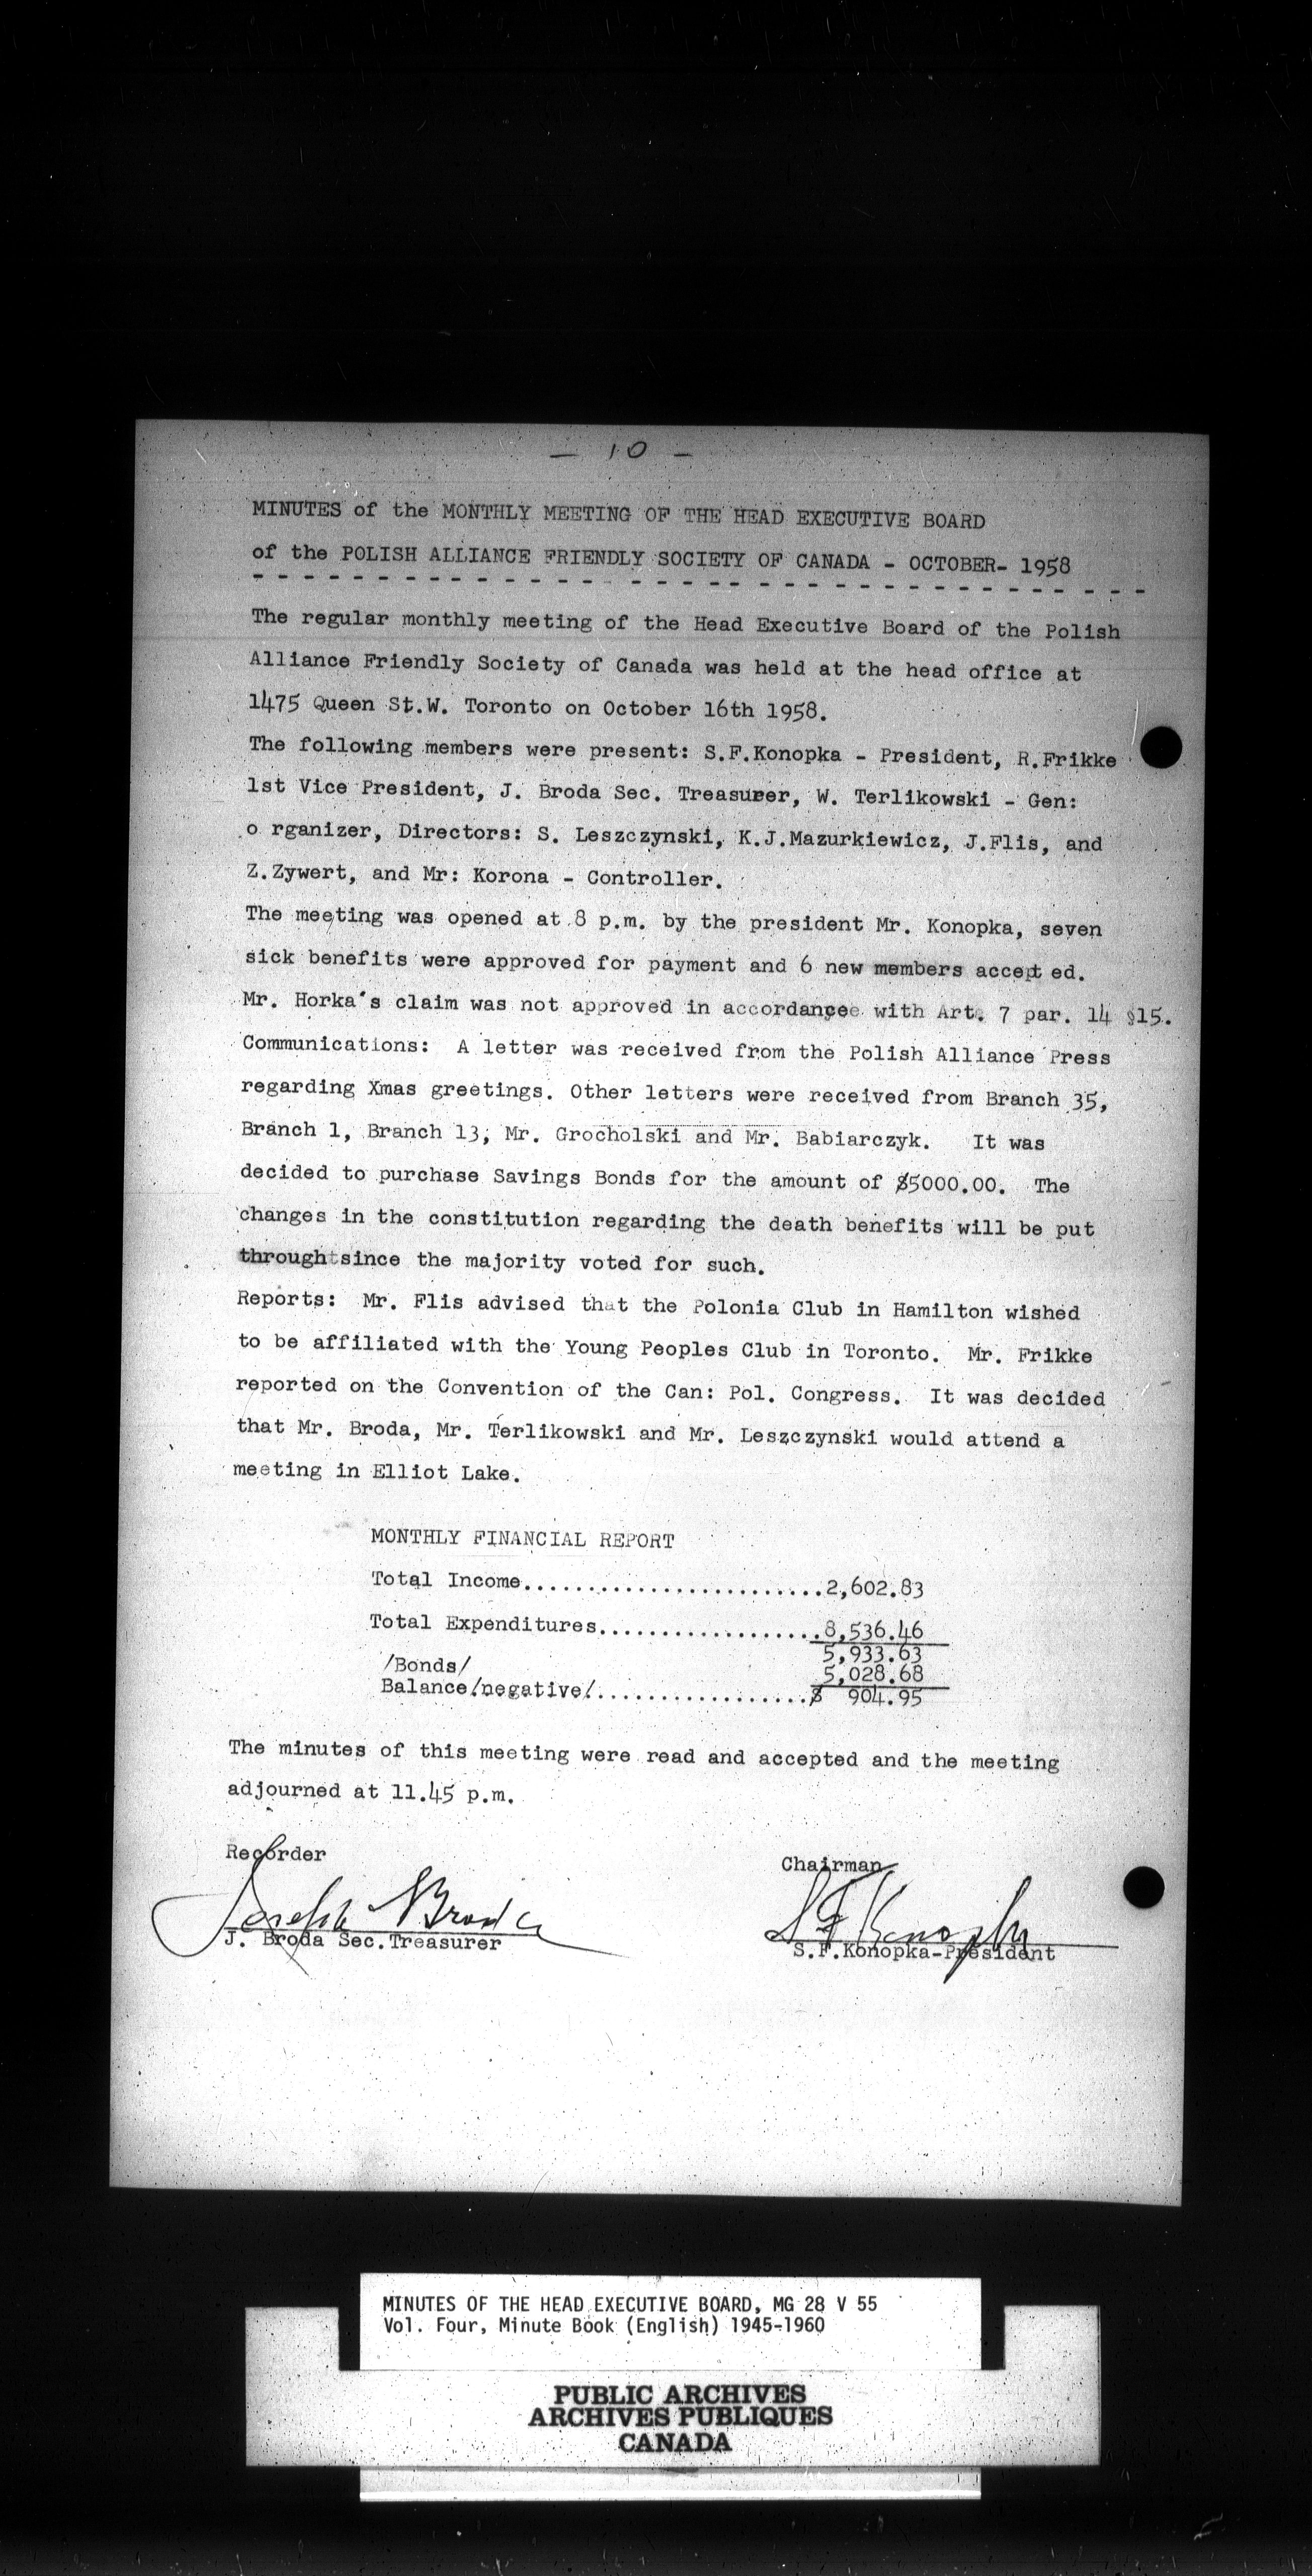 - 10 -
MINUTES of the MONTHLY MEETING OF THE HEAD EXECUTIVE BOARD
of the POLISH ALLIANCE FRIENDLY SOCIETY OF CANADA - OCTOBER- 1958
The regular monthly meeting of the Head Executive Board of the Polish
Alliance Friendly Society of Canada was held at the head office at
1475 Queen St.W. Toronto on October 16th 1958.
The following members were present: S.F.Konopka - President, R.Frikke
1st Vice President, J. Broda Sec. Treasurer, W. Terlikowski - Gen:
o rganizer, Directors: S. Leszczynski, K.J.Mazurkiewicz, J.Flis, and
Z.Zywert, and Mr: Korona - Controller.
The meeting was opened at 8 p.m. by the president Mr. Konopka, seven
sick benefits were approved for payment and 6 new members accept ed.
Mr. Horka's claim was not approved in accordancee with Art. 7 par. 14 §15.
Communications: A letter was received from the Polish Alliance Press
regarding Xmas greetings. Other letters were received from Branch 35,
Branch 1, Branch 13, Mr. Grocholski and Mr. Babiarczyk. It was
decided to purchase Savings Bonds for the amount of $5000.00. The
changes in the constitution regarding the death benefits will be put
through since the majority voted for such.
Reports: Mr. Flis advised that the Polonia Club in Hamilton wished
to be affiliated with the Young Peoples Club in Toronto. Mr. Frikke
reported on the Convention of the Can: Pol. Congress. It was decided
that Mr. Broda, Mr. Terlikowski and Mr. Leszczynski would attend a
meeting in Elliot Lake.
MONTHLY FINANCIAL REPORT
Total Income........................2,602.83
Total Expenditures..................8,536.46
5,933.63
/Bonds/ 5,028.68
Balance/negative/.................$ 904.95
The minutes of this meeting were read and accepted and the meeting
adjourned at 11.45 p.m.
Recorder Chairman
Joseph Broda S F Konopka
J. Broda Sec.Treasurer S.F.Konopka-President
MINUTES OF THE HEAD EXECUTIVE BOARD, MG 28 V 55
Vol. Four, Minute Book (English) 1945-1960
PUBLIC ARCHIVES
ARCHIVES PUBLIQUES
CANADA